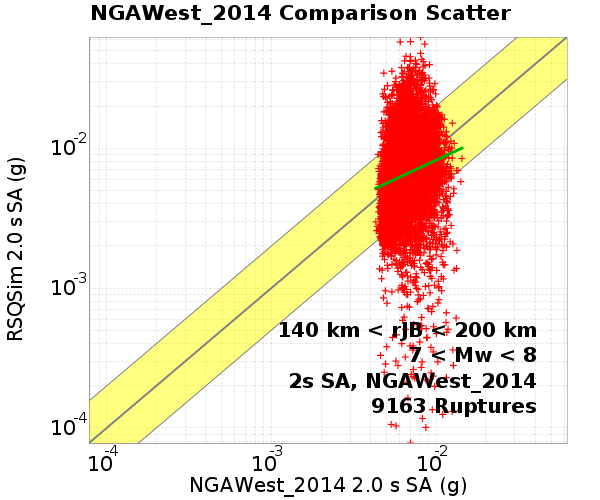 NGAWest_2014 Comparison Scatter
RSQSim 2.0 s SA (g)
10-2
10-3
10-4
140 km < rJB < 200 km
7 < Mw < 8
2s SA, NGAWest_2014
9163 Ruptures
10-4 10-3 10-2
NGAWest_2014 2.0 s SA (g)